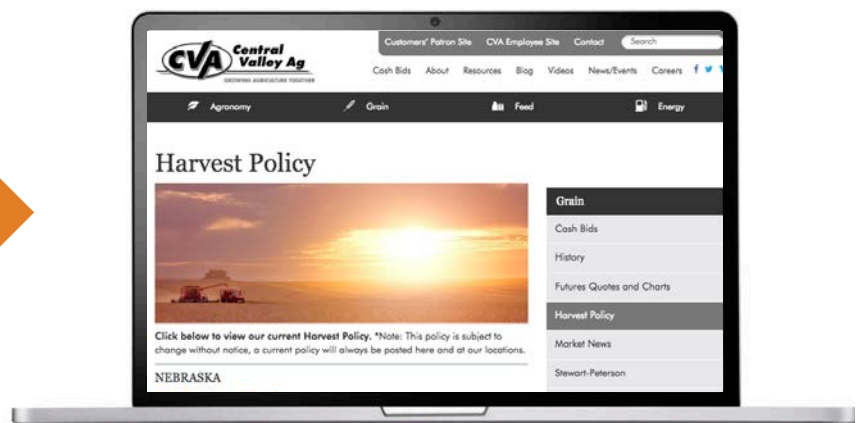 Customers' Patron Site CVA Employee Site Contact Search
CVA Central
Valley Ag
GROWING AGRICULTURE TOGETHER
Cash Bids About Resources Blog Videos News/Events Careers
Agronomy Grain Feed Energy
Harvest Policy
Click below to view our current Harvest Policy. *Note: This policy is subject to
change without notice, a current policy will always be posted here and at our locations.
NEBRASKA
Grain
Cash Bids
History
Futures Quotes and Charts
Harvest Policy
Market News
Stewart-Peterson